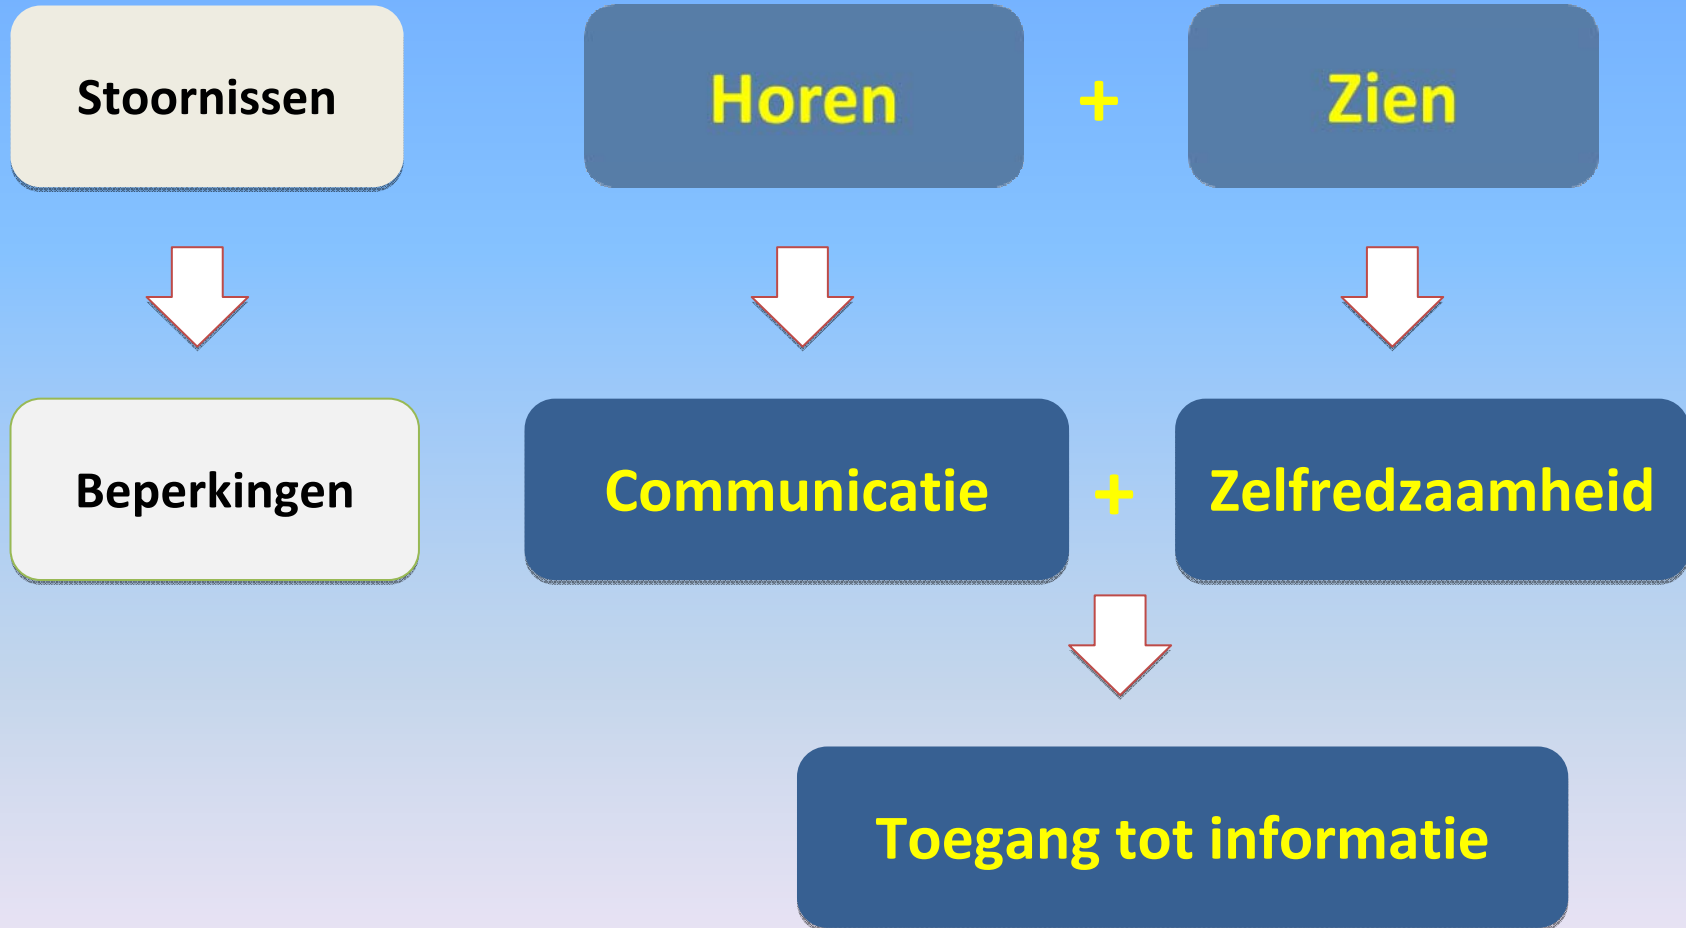 Stoornissen
Horen + Zien
Beperkingen
Communicatie + Zelfredzaamheid
Toegang tot informatie